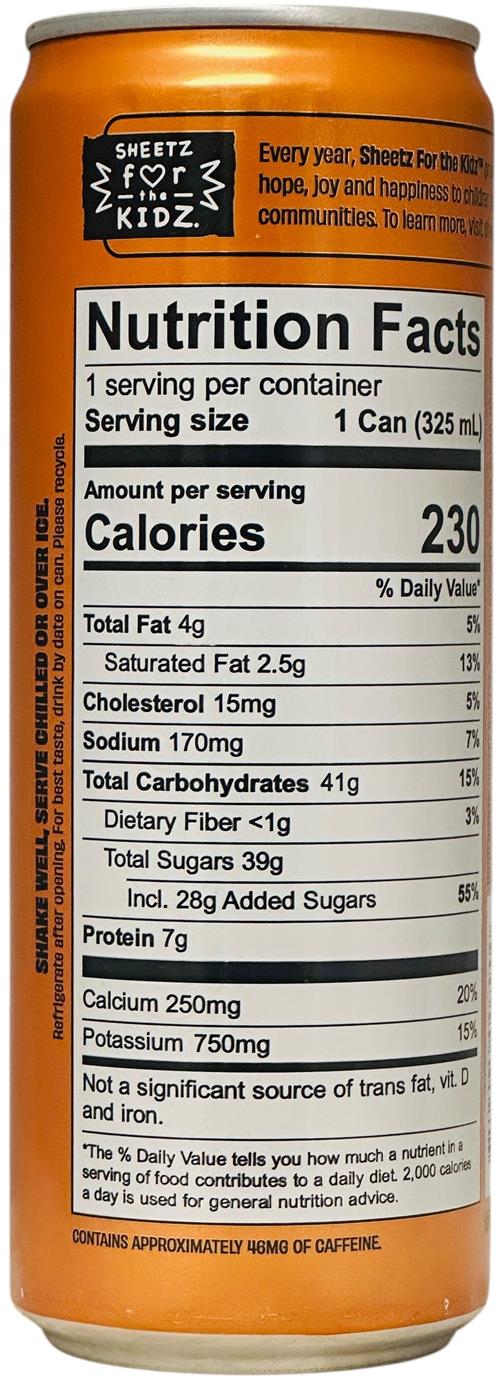 SHEETZ
for
the
KIDZ.
Every year, Sheetz For the Kidz™
hope, joy and happiness to children
communities. To learn more, visit
Nutrition Facts
1 serving per container
Serving size 1 Can (325 mL)
Amount per serving
Calories 230
% Daily Value*
Total Fat 4g 5%
Saturated Fat 2.5g 13%
Cholesterol 15mg 5%
Sodium 170mg 7%
Total Carbohydrates 41g 15%
Dietary Fiber <1g 3%
Total Sugars 39g
Incl. 28g Added Sugars 55%
Protein 7g
Calcium 250mg 20%
Potassium 750mg 15%
Not a significant source of trans fat, vit. D
and iron.
*The % Daily Value tells you how much a nutrient in a
serving of food contributes to a daily diet. 2,000 calories
a day is used for general nutrition advice.
CONTAINS APPROXIMATELY 46MG OF CAFFEINE.
SHAKE WELL, SERVE CHILLED OR OVER ICE.
Refrigerate after opening. For best taste, drink by date on can. Please recycle.